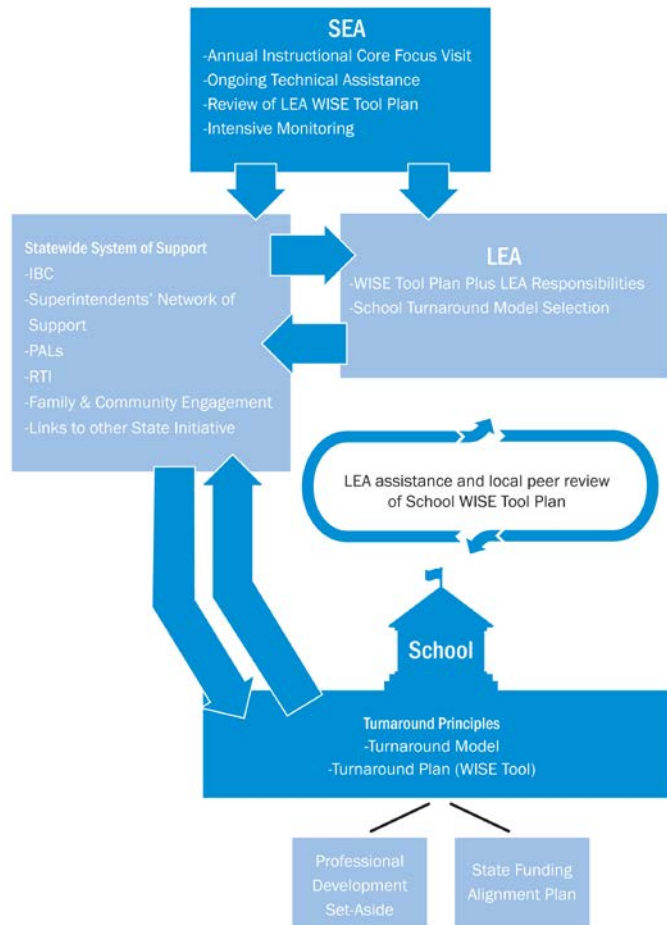 SEA
-Annual Instructional Core Focus Visit
-Ongoing Technical Assistance
-Review of LEA WISE Tool Plan
-Intensive Monitoring
Statewide System of Support
-IBC
-Superintendents' Network of
Support
-PALs
-RTI
-Family & Community Engagement
-Links to other State Initiative
LEA
-WISE Tool Plan Plus LEA Responsibilities
-School Turnaround Model Selection
LEA assistance and local peer review
of School WISE Tool Plan
School
Turnaround Principles
-Turnaround Model
-Turnaround Plan (WISE Tool)
Professional
Development
Set-Aside
State Funding
Alignment Plan